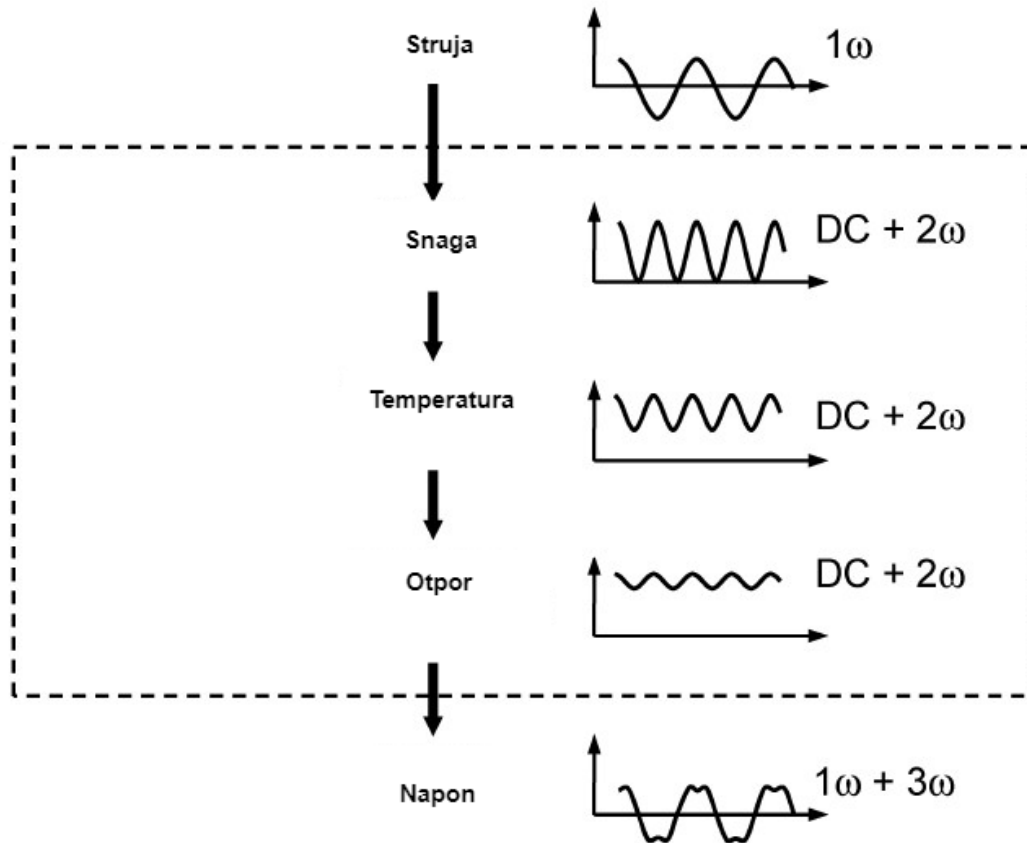 Struja
1ω
Snaga
DC + 2ω
Temperatura
DC + 2ω
Otpor
DC + 2ω
Napon
1ω + 3ω